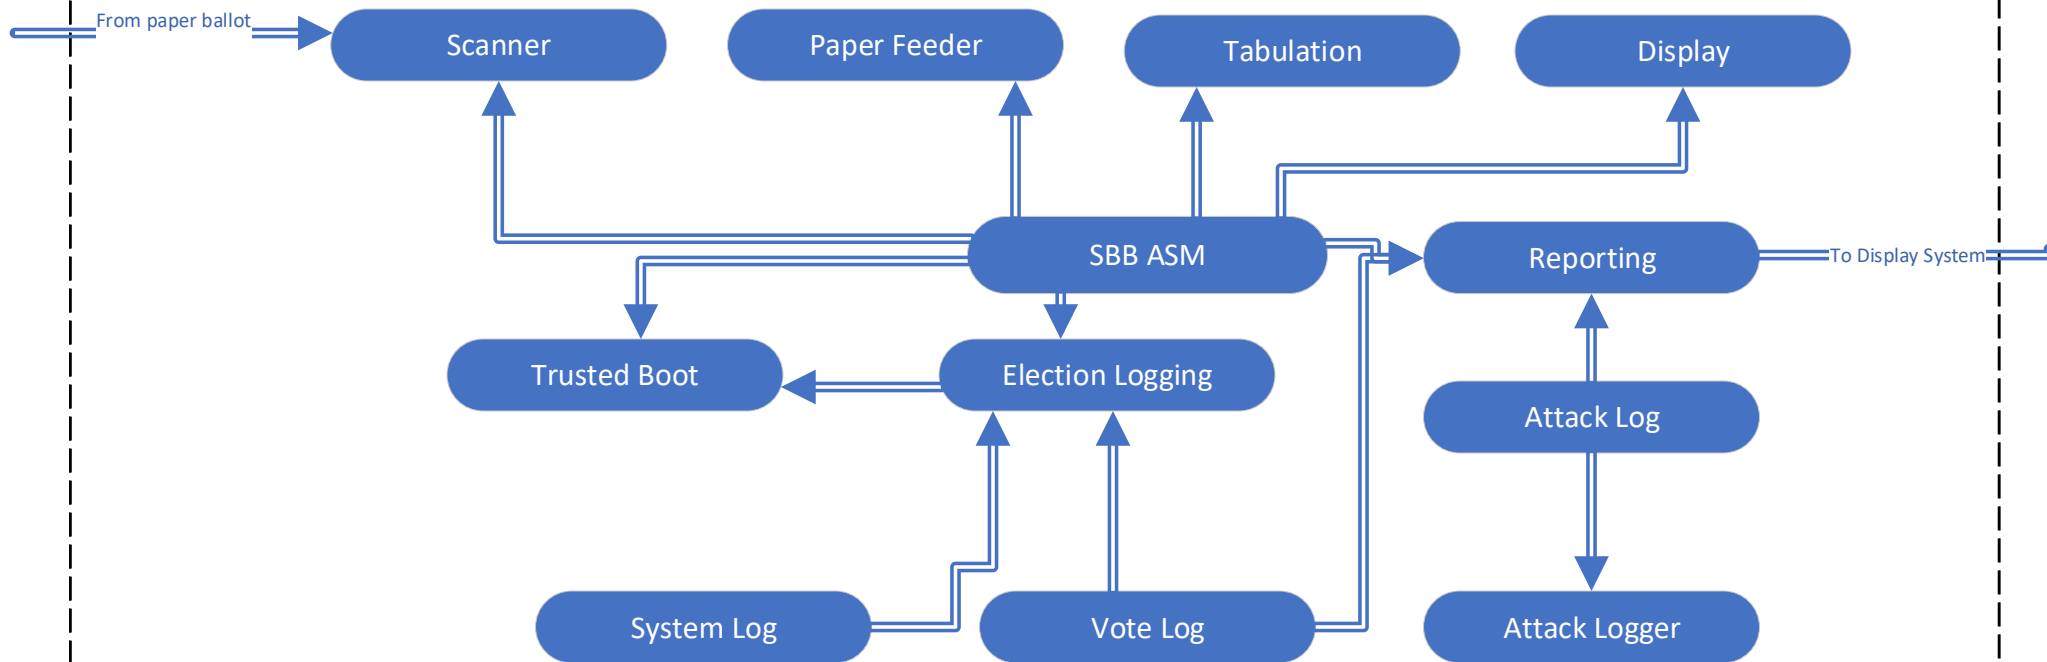 From paper ballot
Scanner
Paper Feeder
Tabulation
Display
SBB ASM
Reporting
To Display System
Trusted Boot
Election Logging
Attack Log
System Log
Vote Log
Attack Logger